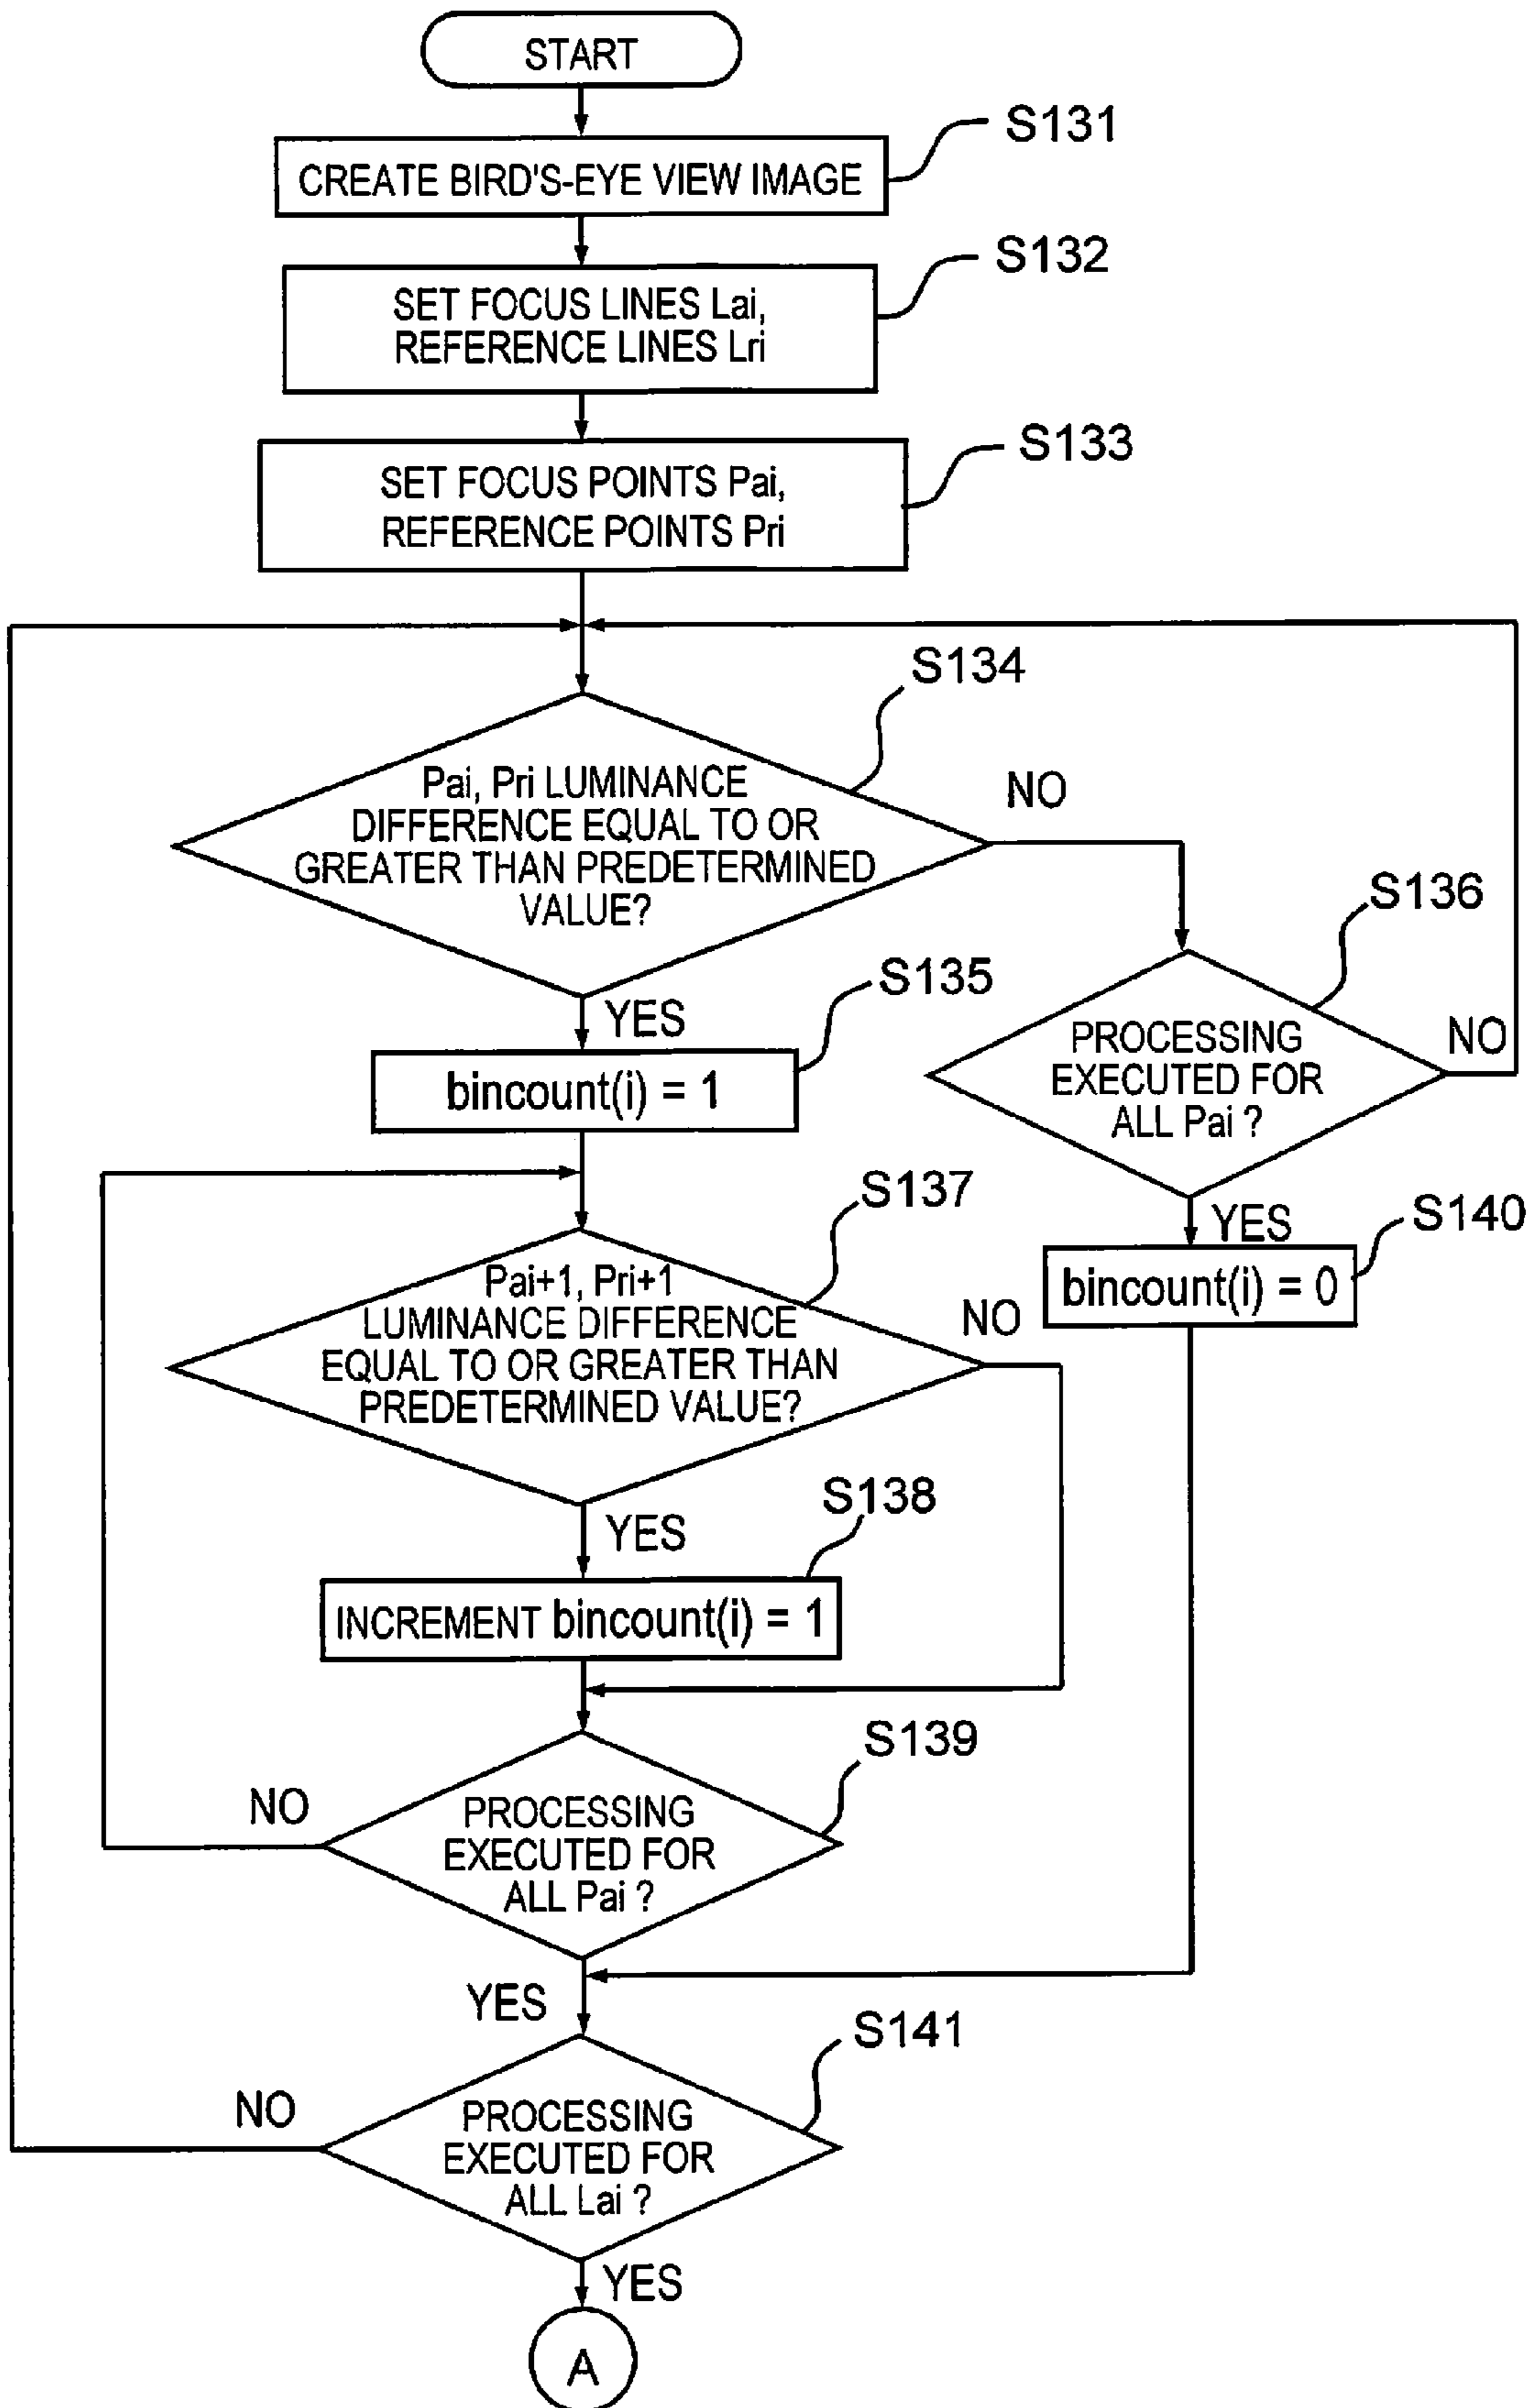 START
S131
CREATE BIRD'S-EYE VIEW IMAGE
S132
SET FOCUS LINES Lai,
REFERENCE LINES Lri
S133
SET FOCUS POINTS Pai,
REFERENCE POINTS Pri
S134
Pai, Pri LUMINANCE
DIFFERENCE EQUAL TO OR
GREATER THAN PREDETERMINED
VALUE?
NO
S136
S135
YES
PROCESSING
EXECUTED FOR
ALL Pai ?
NO
bincount(i) = 1
S137
YES
S140
bincount(i) = 0
Pai+1, Pri+1
LUMINANCE DIFFERENCE
EQUAL TO OR GREATER THAN
PREDETERMINED VALUE?
NO
S138
YES
INCREMENT bincount(i) = 1
S139
NO
PROCESSING
EXECUTED FOR
ALL Pai ?
YES
S141
NO
PROCESSING
EXECUTED FOR
ALL Lai ?
YES
A